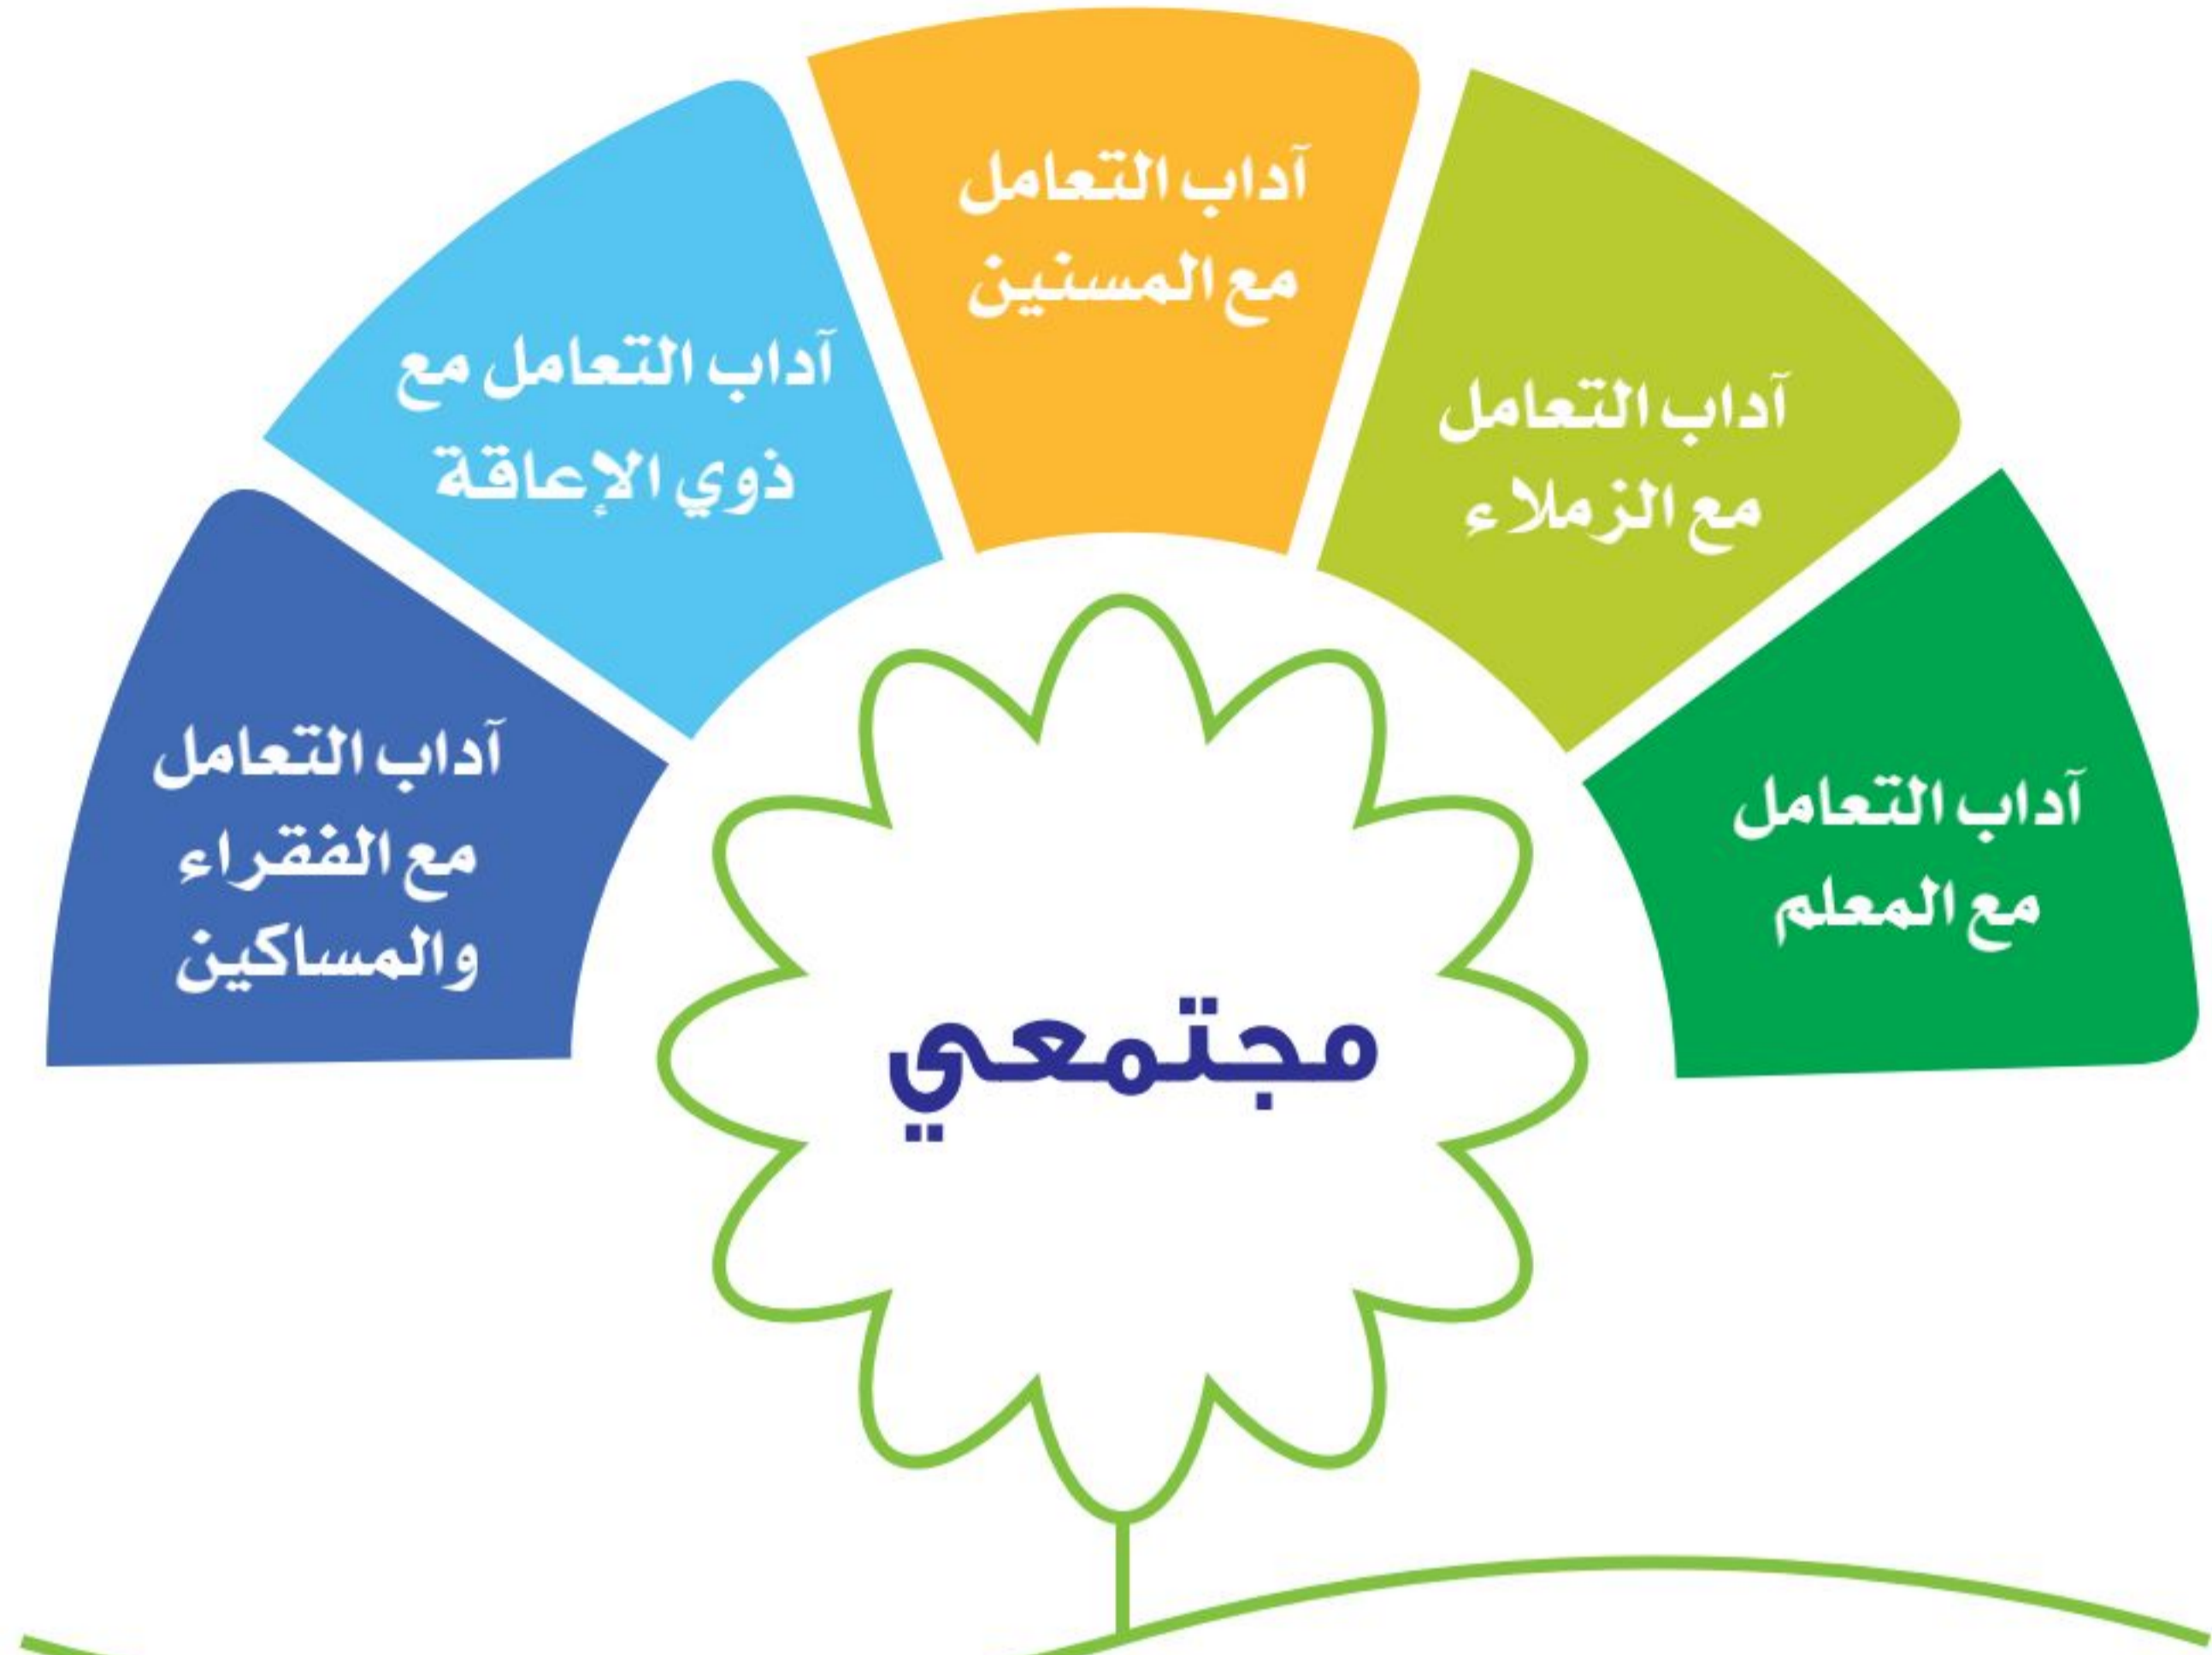 آداب التعامل
مع المعلم
آداب التعامل
مع الزملاء
آداب التعامل
مع المسنين
آداب التعامل مع
ذوي الإعاقة
آداب التعامل
مع الفقراء
والمساكين
مجتمعي